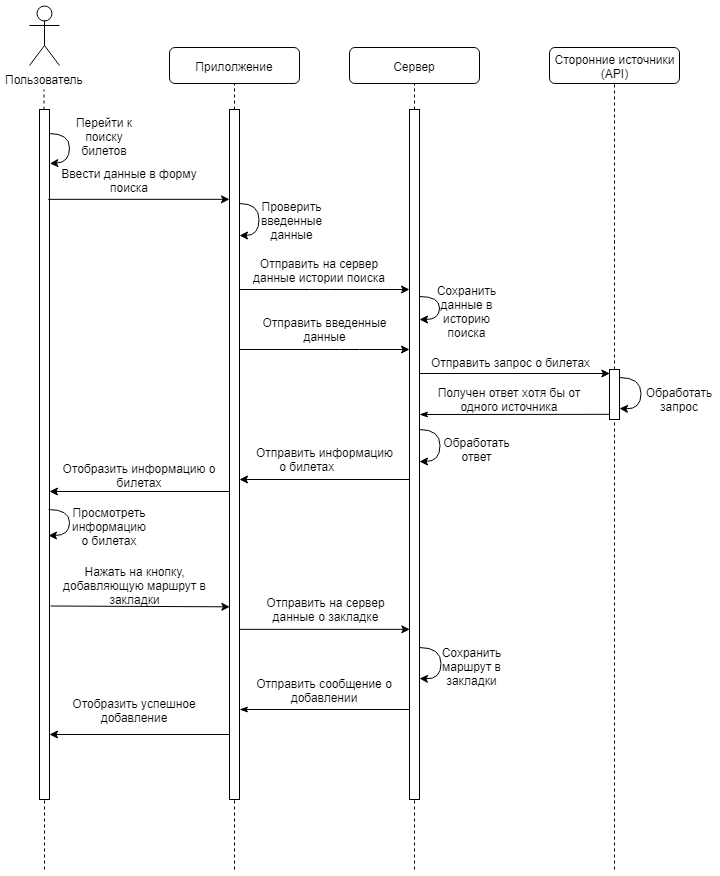 Пользователь
Прилолжение
Сервер
Сторонние источники
(API)
Перейти к
поиску
билетов
Ввести данные в форму
поиска
Проверить
введенные
данные
Отправить на сервер
данные истории поиска
Сохранить
данные в
историю
поиска
Отправить введенные
данные
Отправить запрос о билетах
Обработать
запрос
Получен ответ хотя бы от
одного источника
Обработать
ответ
Отправить информацию
о билетах
Отобразить информацию о
билетах
Просмотреть
информацию
о билетах
Нажать на кнопку,
добавляющую маршрут в
закладки
Отправить на сервер
данные о закладке
Сохранить
маршрут в
закладки
Отправить сообщение о
добавлении
Отобразить успешное
добавление